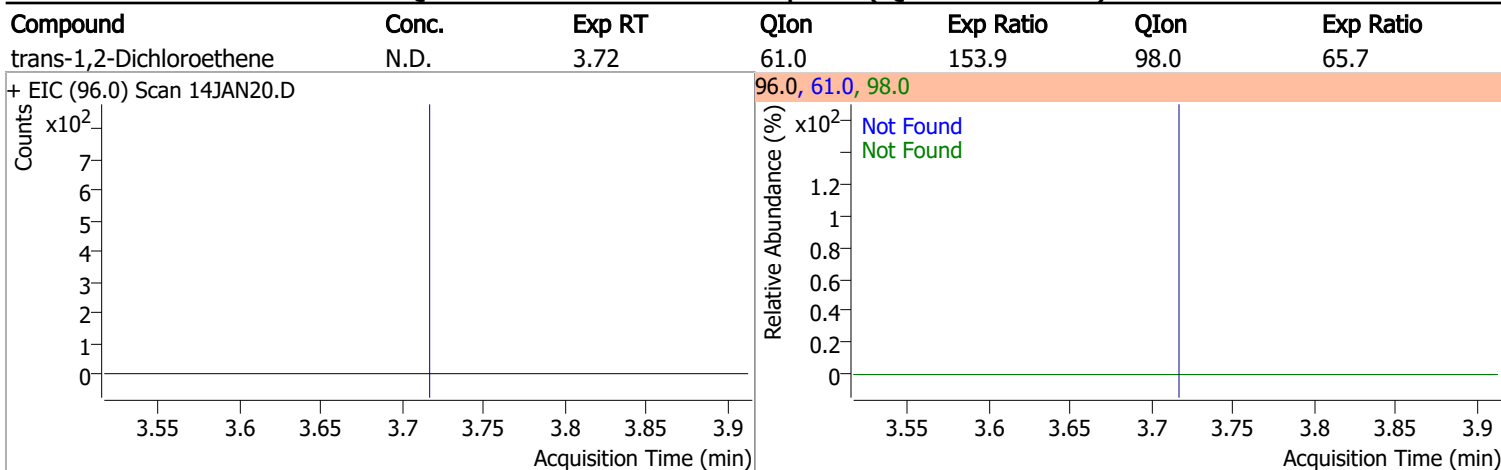 Compound Conc. Exp RT QIon Exp Ratio QIon Exp Ratio
trans-1,2-Dichloroethene N.D. 3.72 61.0 153.9 98.0 65.7
+ EIC (96.0) Scan 14JAN20.D
Counts
x10²
7
6
5
4
3
2
1
0
3.55 3.6 3.65 3.7 3.75 3.8 3.85 3.9
Acquisition Time (min)
96.0, 61.0, 98.0
Relative Abundance (%)
x10²
Not Found
Not Found
1.2
1
0.8
0.6
0.4
0.2
0
3.55 3.6 3.65 3.7 3.75 3.8 3.85 3.9
Acquisition Time (min)